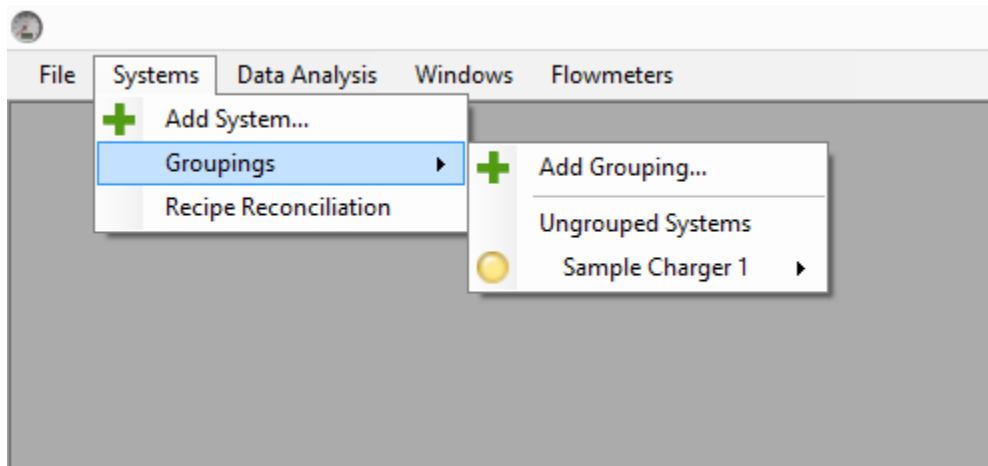 File Systems Data Analysis Windows Flowmeters
Add System...
Groupings
Recipe Reconciliation
Add Grouping...
Ungrouped Systems
Sample Charger 1